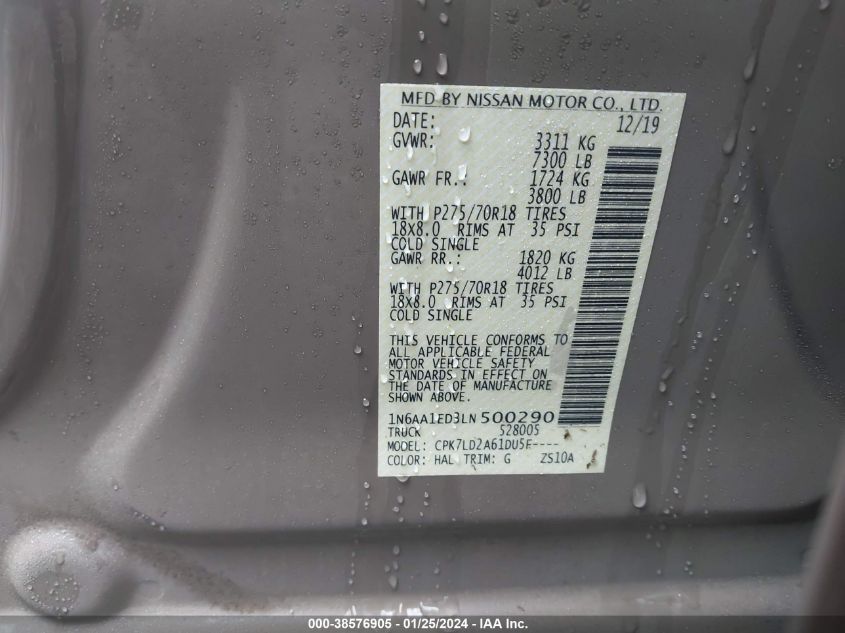 MFD BY NISSAN MOTOR CO., LTD.
DATE: 12/19
GVWR: 3311 KG
7300 LB
GAWR FR.: 1724 KG
3800 LB
WITH P275/70R18 TIRES
18X8.0 RIMS AT 35 PSI
COLD SINGLE
GAWR RR.: 1820 KG
4012 LB
WITH P275/70R18 TIRES
18X8.0 RIMS AT 35 PSI
COLD SINGLE
THIS VEHICLE CONFORMS TO
ALL APPLICABLE FEDERAL
MOTOR VEHICLE SAFETY
STANDARDS IN EFFECT ON
THE DATE OF MANUFACTURE
SHOWN ABOVE.
1N6AA1ED3LN500290
TRUCK 528005
MODEL: CPK7LD2A61DU5F----
COLOR: HAL TRIM: G ZS10A
000-38576905 - 01/25/2024 - IAA Inc.